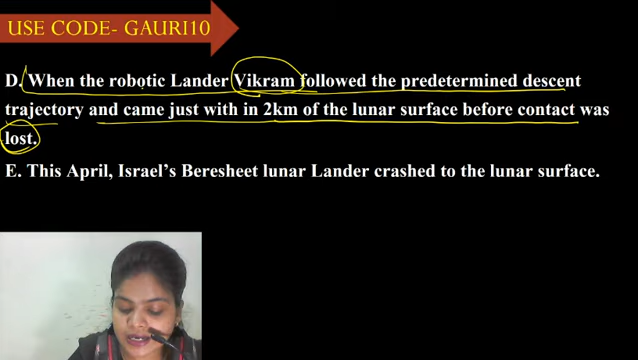 USE CODE- GAURI10
D. When the robotic Lander Vikram followed the predetermined descent
trajectory and came just with in 2km of the lunar surface before contact was
lost.
E. This April, Israel's Beresheet lunar Lander crashed to the lunar surface.